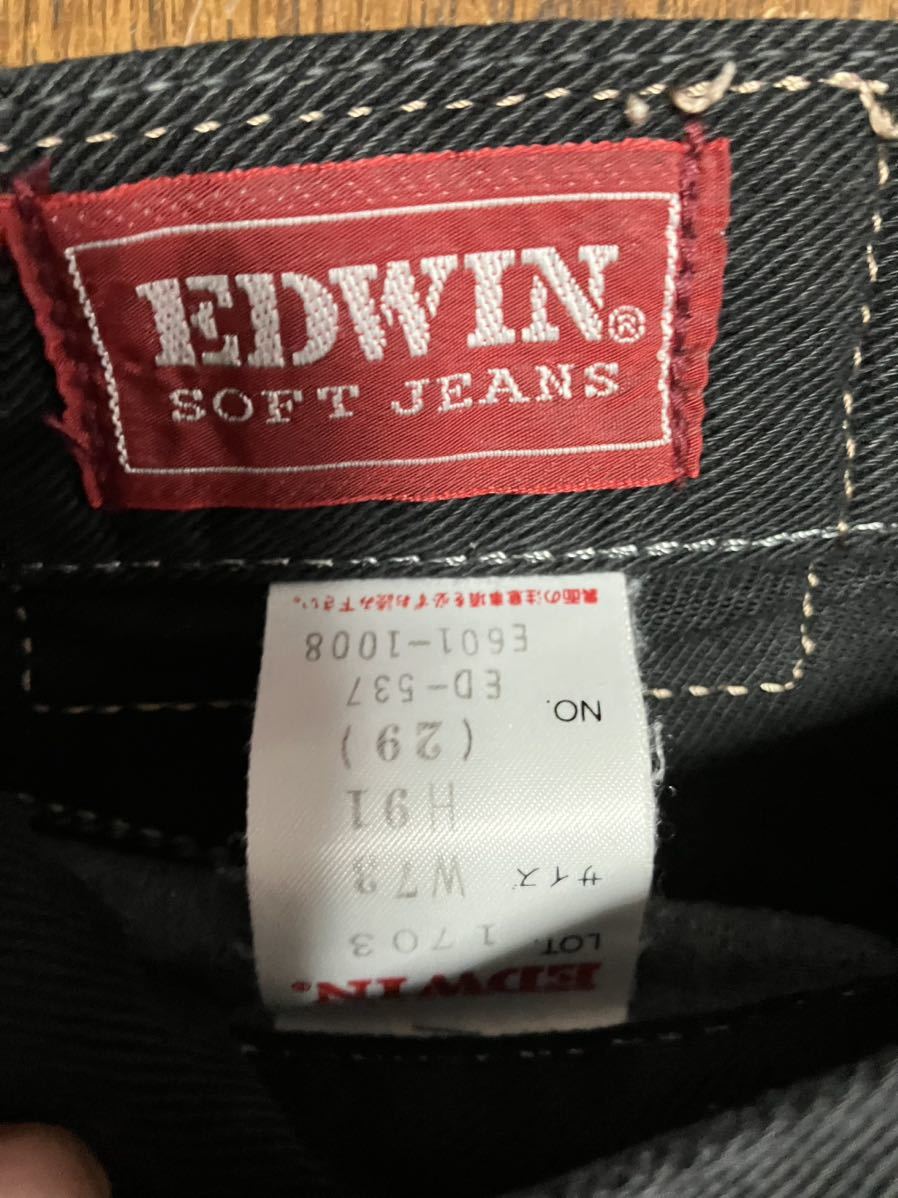 EDWIN®
SOFT JEANS
EDWIN®
LOT. 1703
サイズ W73
H91
(29)
NO. ED-537
E601-1008
裏面の注意事項を必ずお読み下さい。